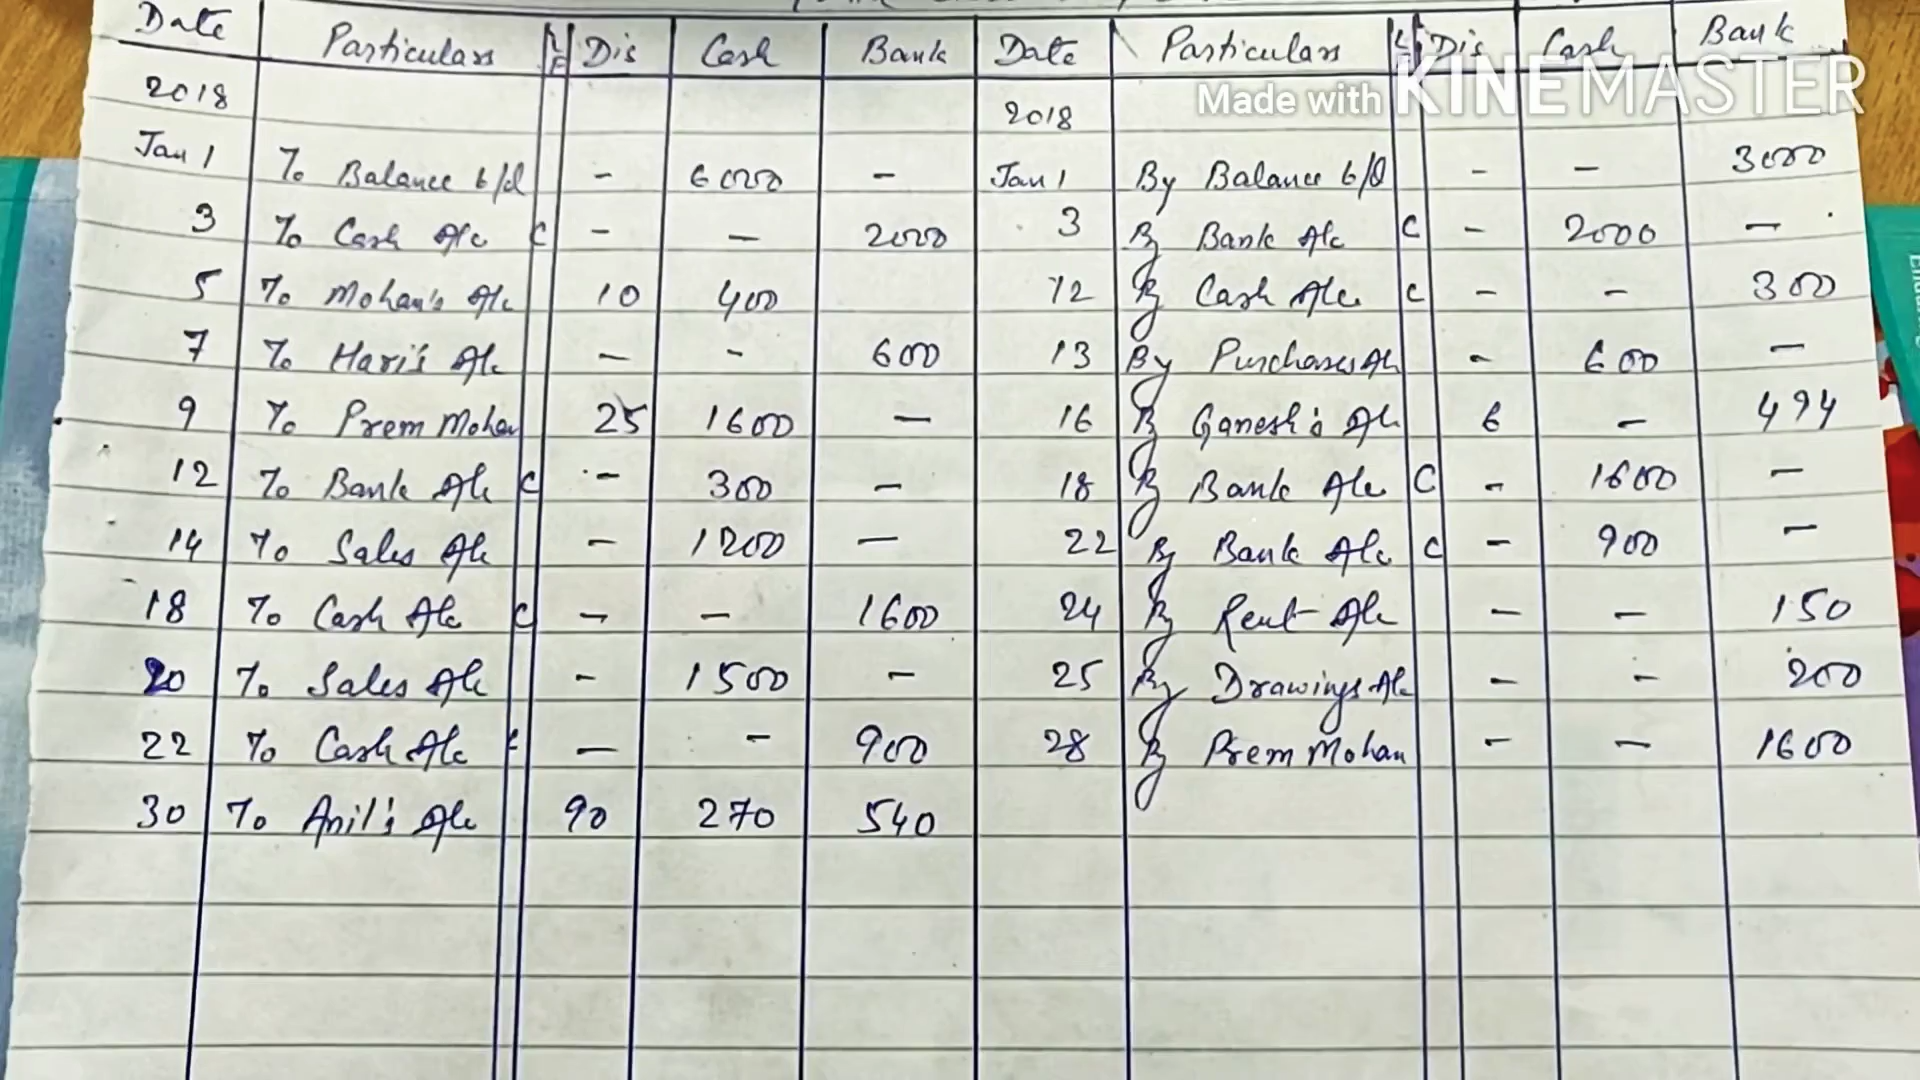 Date Particulars L F Dis Cash Bank Date Particulars L F Dis Cash Bank
Made with KINEMASTER
2018 2018
Jan 1 To Balance b/d - 6000 - Jan 1 By Balance b/d - - 3000
3 To Cash A/c C - - 2000 3 By Bank A/c C - 2000 -
5 To Mohan's A/c 10 400 12 By Cash A/c C - - 300
7 To Hari's A/c - - 600 13 By Purchases A/c - 600 -
9 To Prem Mohan 25 1600 - 16 By Ganesh's A/c 6 - 494
12 To Bank A/c C - 300 - 18 By Bank A/c C - 1600 -
14 To Sales A/c - 1200 - 22 By Bank A/c C - 900 -
18 To Cash A/c C - - 1600 24 By Rent A/c - - 150
20 To Sales A/c - 1500 - 25 By Drawings A/c - - 200
22 To Cash A/c C - - 900 28 By Prem Mohan - - 1600
30 To Anil's A/c 90 270 540